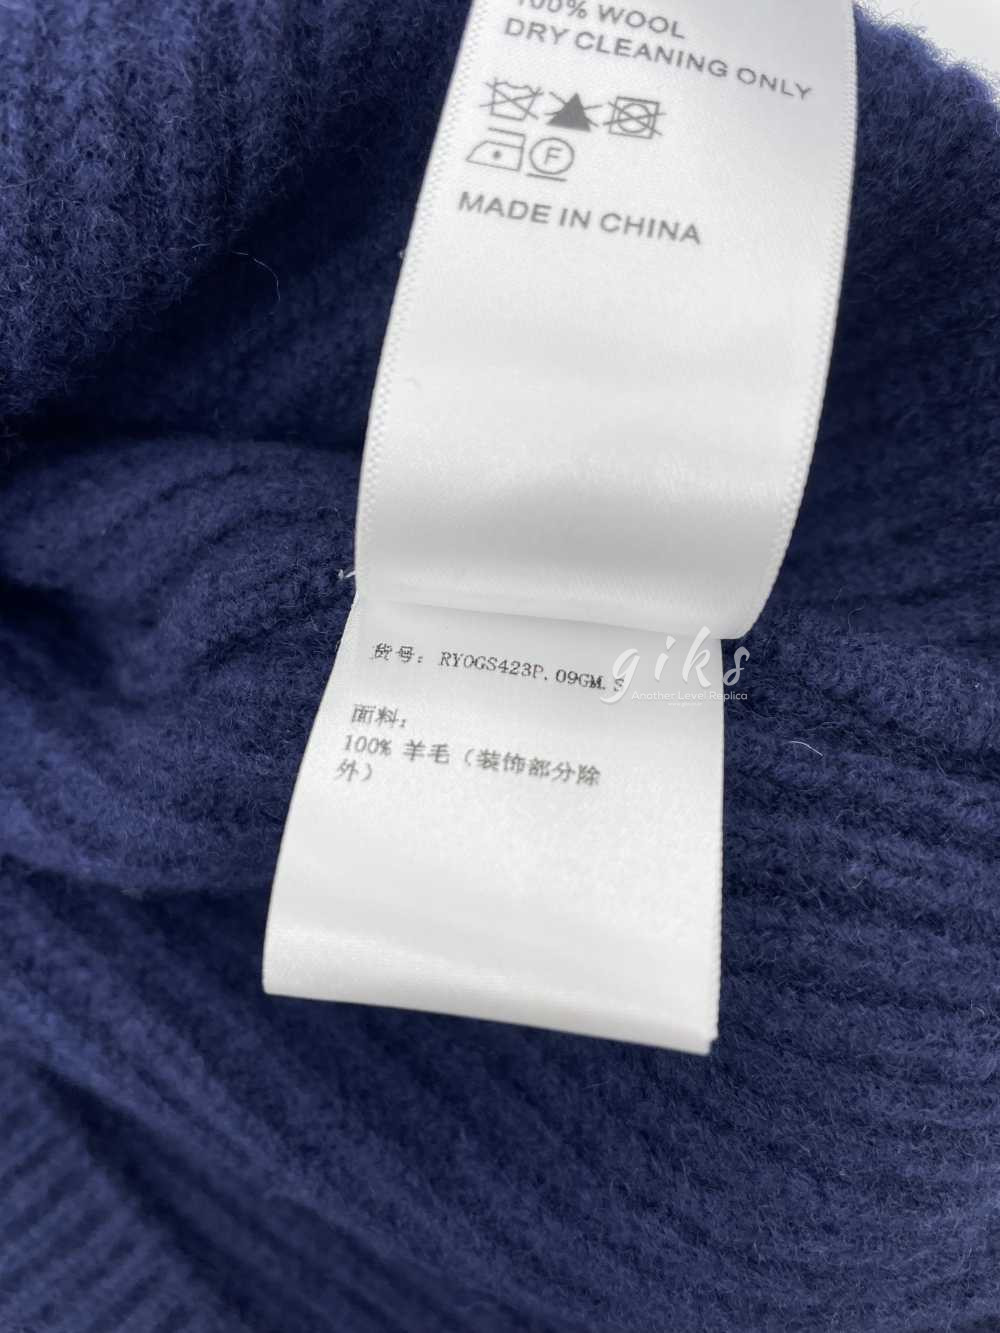 100% WOOL
DRY CLEANING ONLY
F
MADE IN CHINA
货号: RYOGS423P.09GM.S
giks
Another Level Replica
面料:
100% 羊毛（装饰部分除
外）